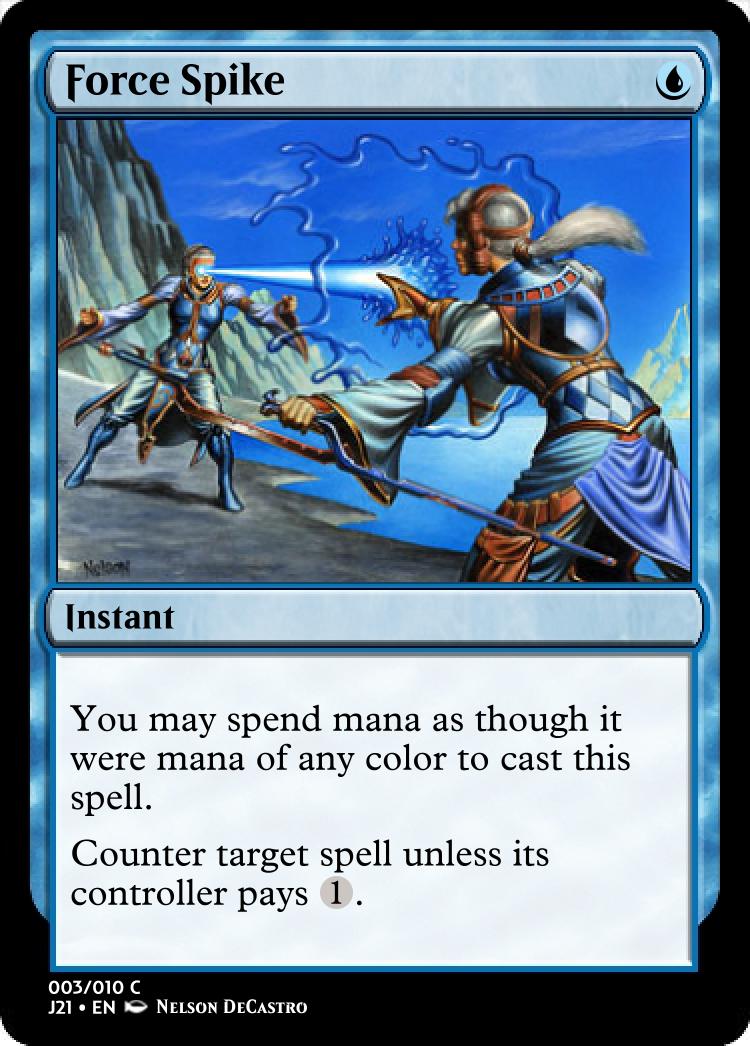 Force Spike
Nelson
Instant
You may spend mana as though it
were mana of any color to cast this
spell.
Counter target spell unless its
controller pays 1.
003/010 C
J21 • EN Nelson DeCastro